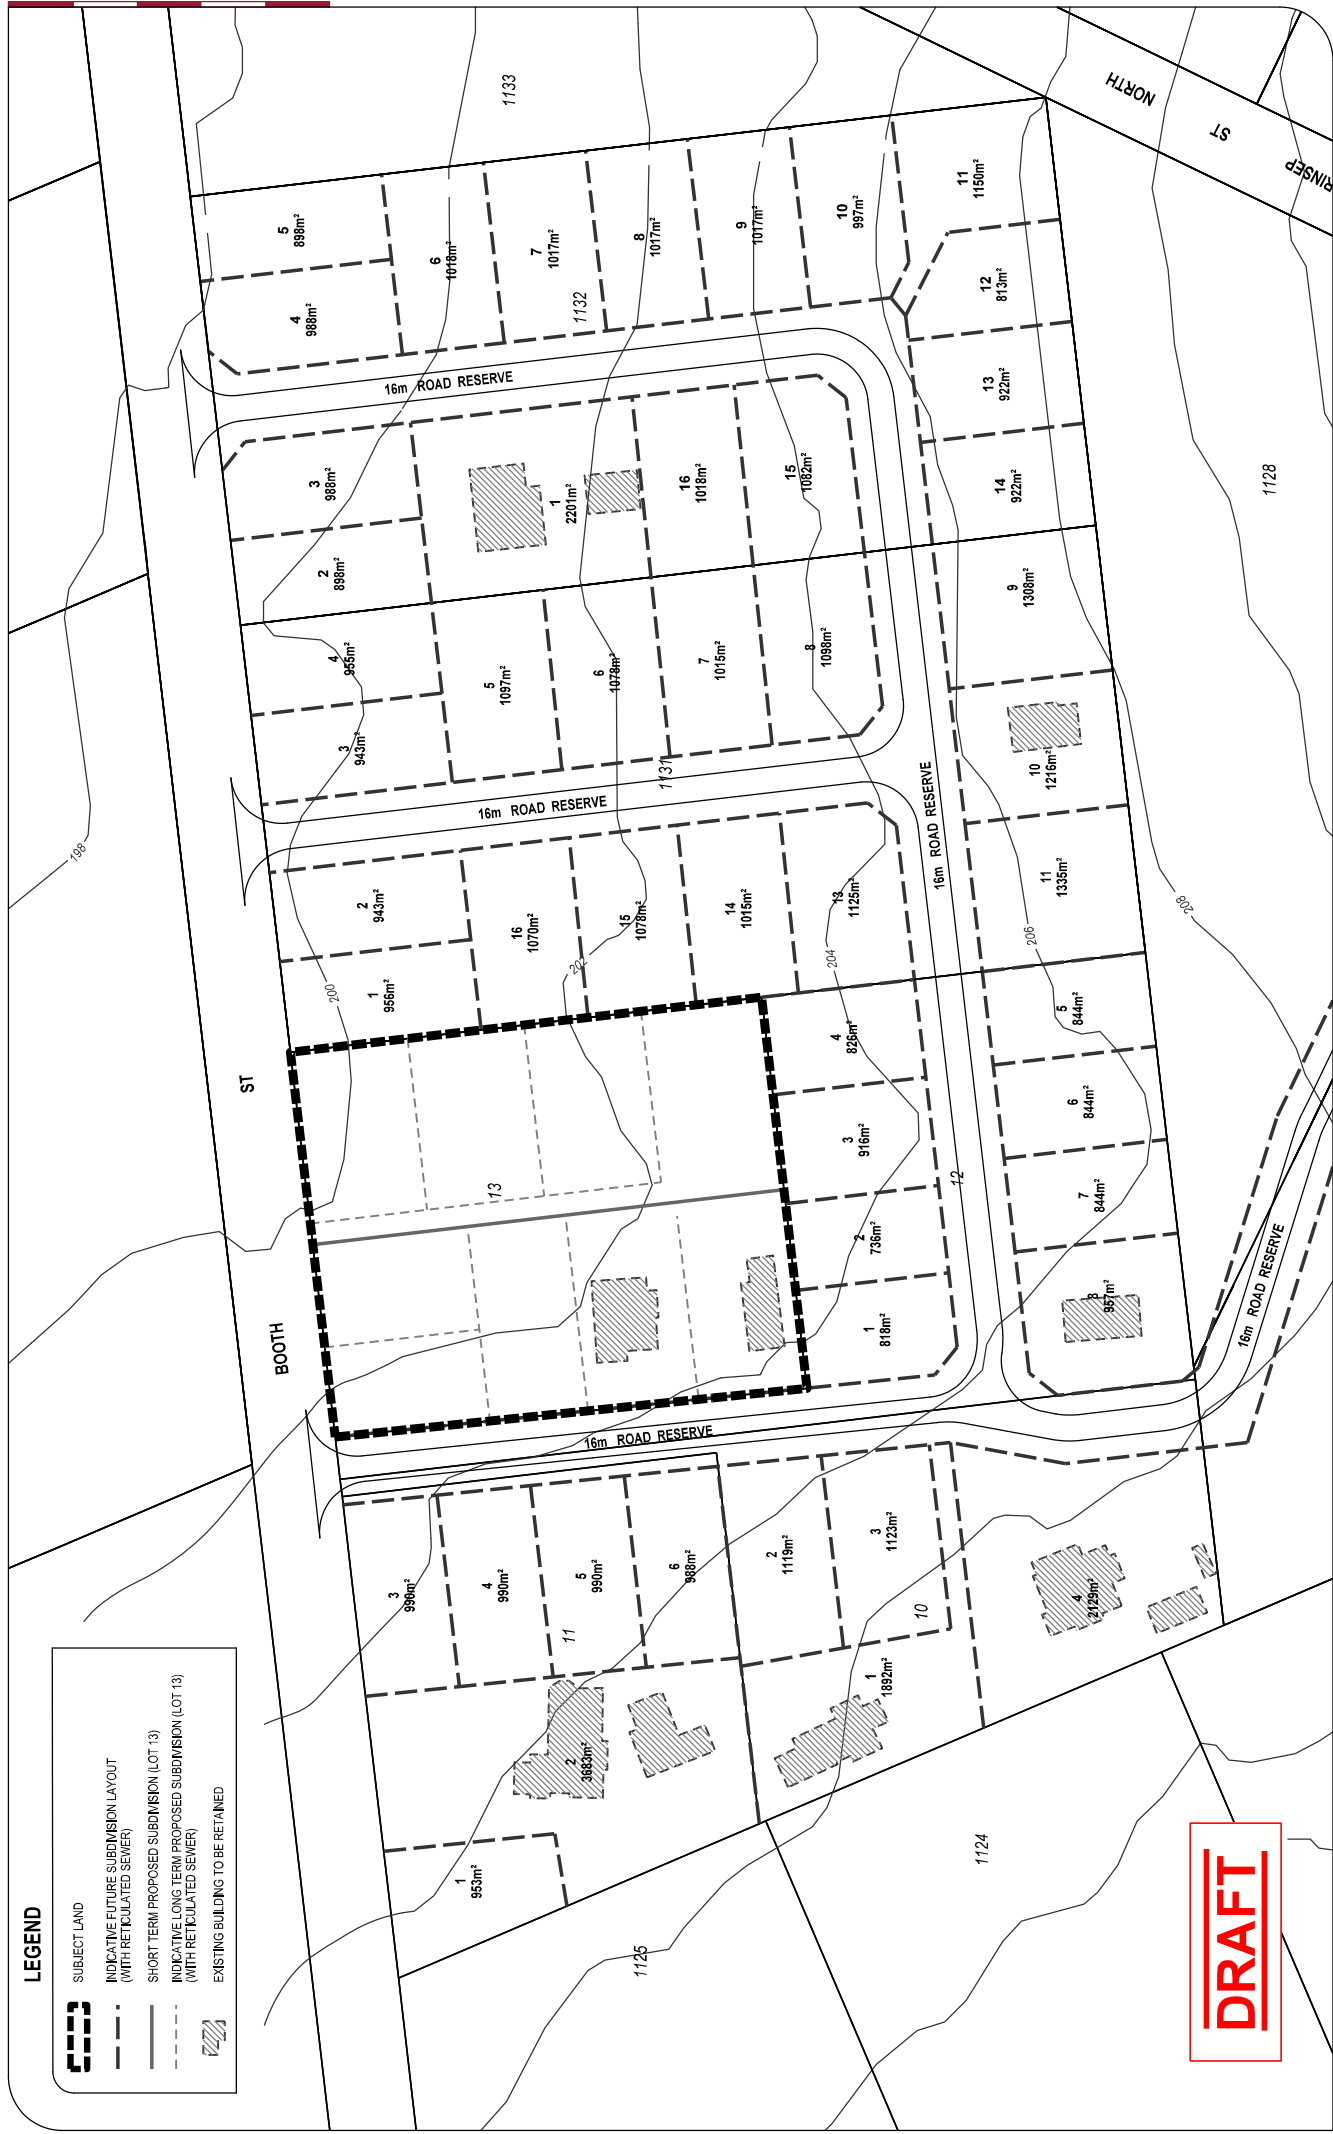 LEGEND
SUBJECT LAND
INDICATIVE FUTURE SUBDIVISION LAYOUT
(WITH RETICULATED SEWER)
SHORT TERM PROPOSED SUBDIVISION (LOT 13)
INDICATIVE LONG TERM PROPOSED SUBDIVISION (LOT 13)
(WITH RETICULATED SEWER)
EXISTING BUILDING TO BE RETAINED
BOOTH
ST
198
200
202
204
206
208
1
953m²
2
3683m²
3
990m²
4
990m²
5
990m²
6
988m²
11
1
1892m²
2
1119m²
3
1123m²
4
2129m²
10
16m ROAD RESERVE
16m ROAD RESERVE
13
1
818m²
2
736m²
3
916m²
4
826m²
5
844m²
6
844m²
7
844m²
8
957m²
12
1
956m²
2
943m²
16
1070m²
15
1078m²
14
1015m²
13
1125m²
16m ROAD RESERVE
16m ROAD RESERVE
3
943m²
4
955m²
5
1097m²
6
1078m²
7
1015m²
8
1098m²
9
1308m²
10
1216m²
11
1335m²
1131
2
898m²
3
988m²
1
2201m²
16
1018m²
15
1082m²
16m ROAD RESERVE
4
988m²
5
898m²
6
1018m²
7
1017m²
8
1017m²
9
1017m²
10
997m²
11
1150m²
12
813m²
13
922m²
14
922m²
1132
1133
1128
1125
1124
NORTH
ST
RINSEP
DRAFT